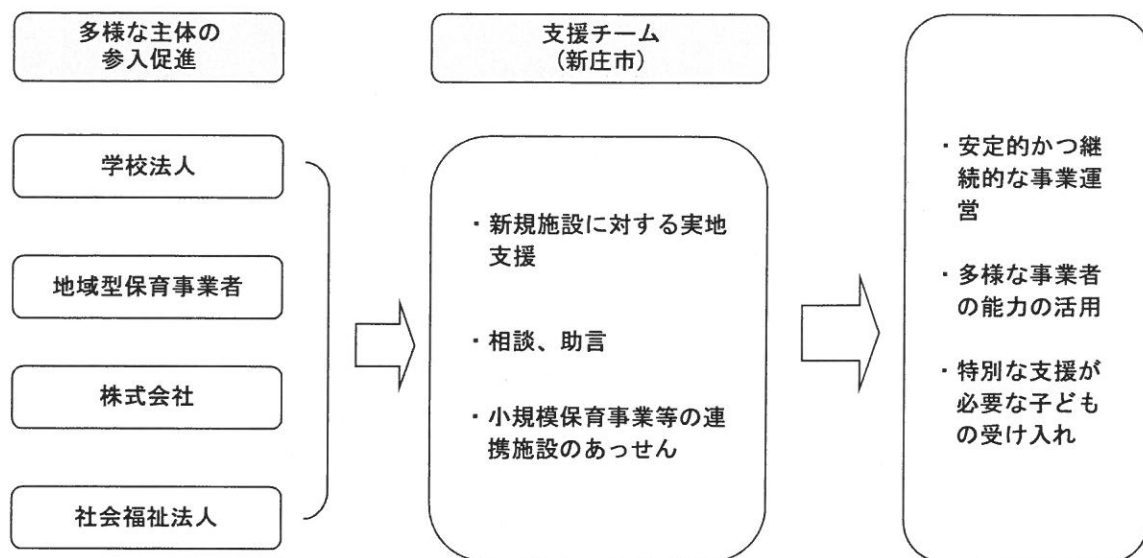 多様な主体の
参入促進
学校法人
地域型保育事業者
株式会社
社会福祉法人
支援チーム
(新庄市)
・新規施設に対する実地
支援
・相談、助言
・小規模保育事業等の連
携施設のあっせん
・安定的かつ継
続的な事業運
営
・多様な事業者
の能力の活用
・特別な支援が
必要な子ども
の受け入れ